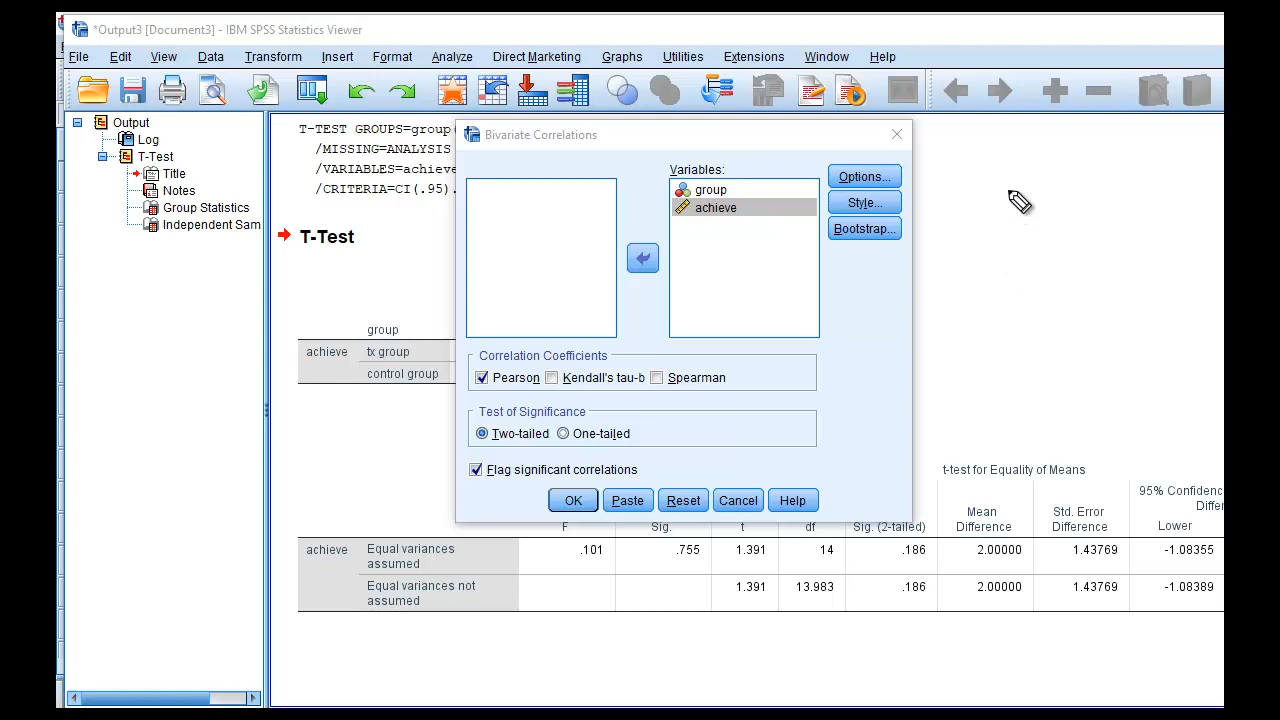 *Output3 [Document3] - IBM SPSS Statistics Viewer
File Edit View Data Transform Insert Format Analyze Direct Marketing Graphs Utilities Extensions Window Help
Output
Log
T-Test
Title
Notes
Group Statistics
Independent Sam
T-TEST GROUPS=group(
/MISSING=ANALYSIS
/VARIABLES=achieve
/CRITERIA=CI(.95).
T-Test
group
achieve tx group
control group
Bivariate Correlations
Variables:
group
achieve
Options...
Style...
Bootstrap...
Correlation Coefficients
Pearson Kendall's tau-b Spearman
Test of Significance
Two-tailed One-tailed
Flag significant correlations
OK Paste Reset Cancel Help
t-test for Equality of Means
95% Confidenc
Differ
Mean
Difference
Std. Error
Difference
F Sig. t df Sig. (2-tailed) Lower
achieve Equal variances assumed .101 .755 1.391 14 .186 2.00000 1.43769 -1.08355
Equal variances not assumed 1.391 13.983 .186 2.00000 1.43769 -1.08389